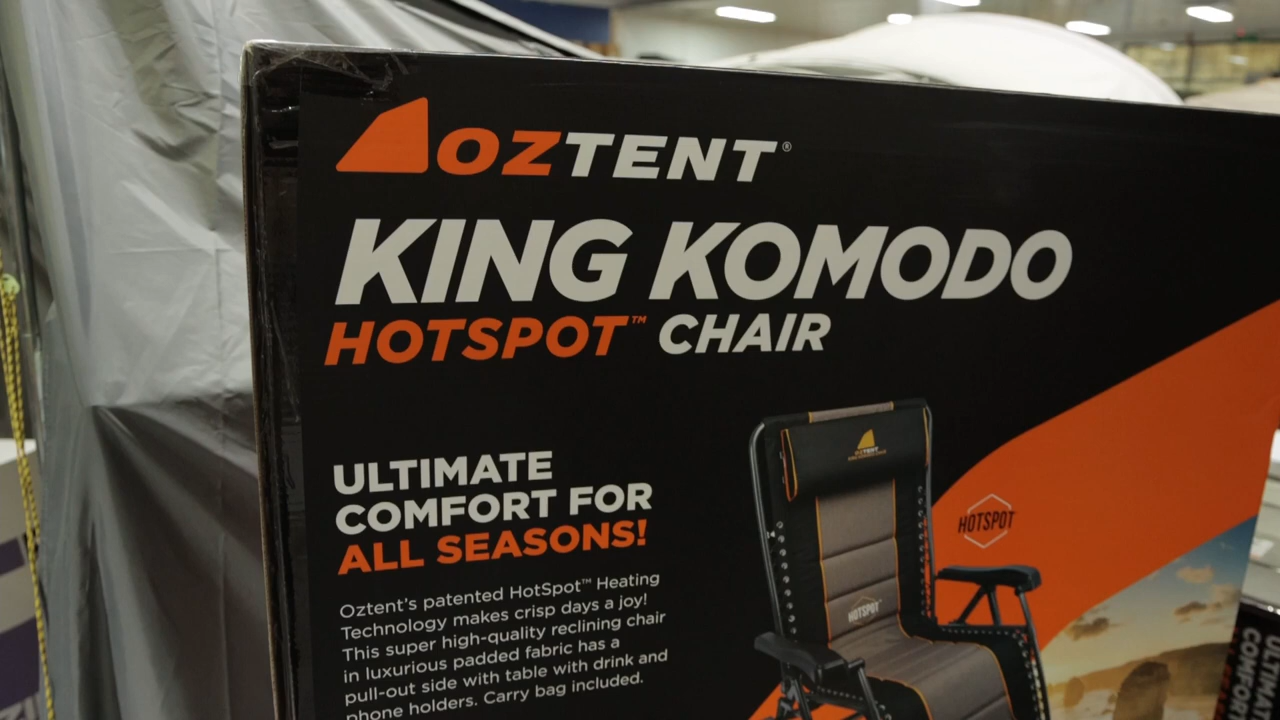 OZTENT®
KING KOMODO
HOTSPOT™ CHAIR
ULTIMATE
COMFORT FOR
ALL SEASONS!
Oztent's patented HotSpot™ Heating
Technology makes crisp days a joy!
This super high-quality reclining chair
in luxurious padded fabric has a
pull-out side with table with drink and
phone holders. Carry bag included.
OZTENT
HOTSPOT
HOTSPOT
ULTIMAT
COMFOR